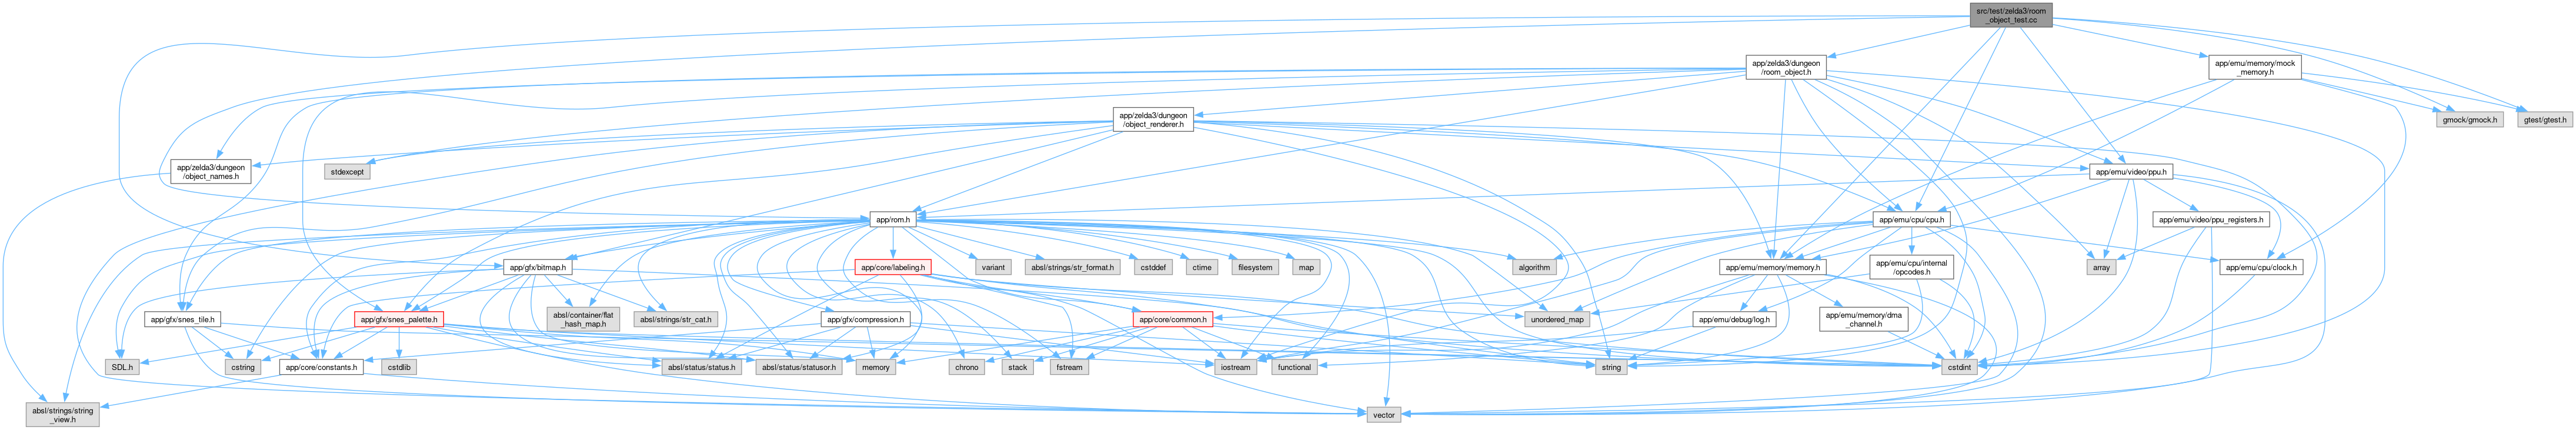 src/test/zelda3/room
_object_test.cc
app/zelda3/dungeon
/room_object.h
app/emu/memory/mock
_memory.h
app/zelda3/dungeon
/object_renderer.h
gmock/gmock.h
gtest/gtest.h
app/zelda3/dungeon
/object_names.h
stdexcept
app/emu/video/ppu.h
app/rom.h
app/emu/cpu/cpu.h
app/emu/video/ppu_registers.h
app/gfx/bitmap.h
app/core/labeling.h
variant
absl/strings/str_format.h
cstddef
ctime
filesystem
map
algorithm
app/emu/memory/memory.h
app/emu/cpu/internal
/opcodes.h
array
app/emu/cpu/clock.h
app/gfx/snes_tile.h
app/gfx/snes_palette.h
absl/container/flat
_hash_map.h
absl/strings/str_cat.h
app/gfx/compression.h
app/core/common.h
unordered_map
app/emu/debug/log.h
app/emu/memory/dma
_channel.h
SDL.h
cstring
app/core/constants.h
cstdlib
absl/status/status.h
absl/status/statusor.h
memory
chrono
stack
fstream
iostream
functional
string
cstdint
absl/strings/string
_view.h
vector